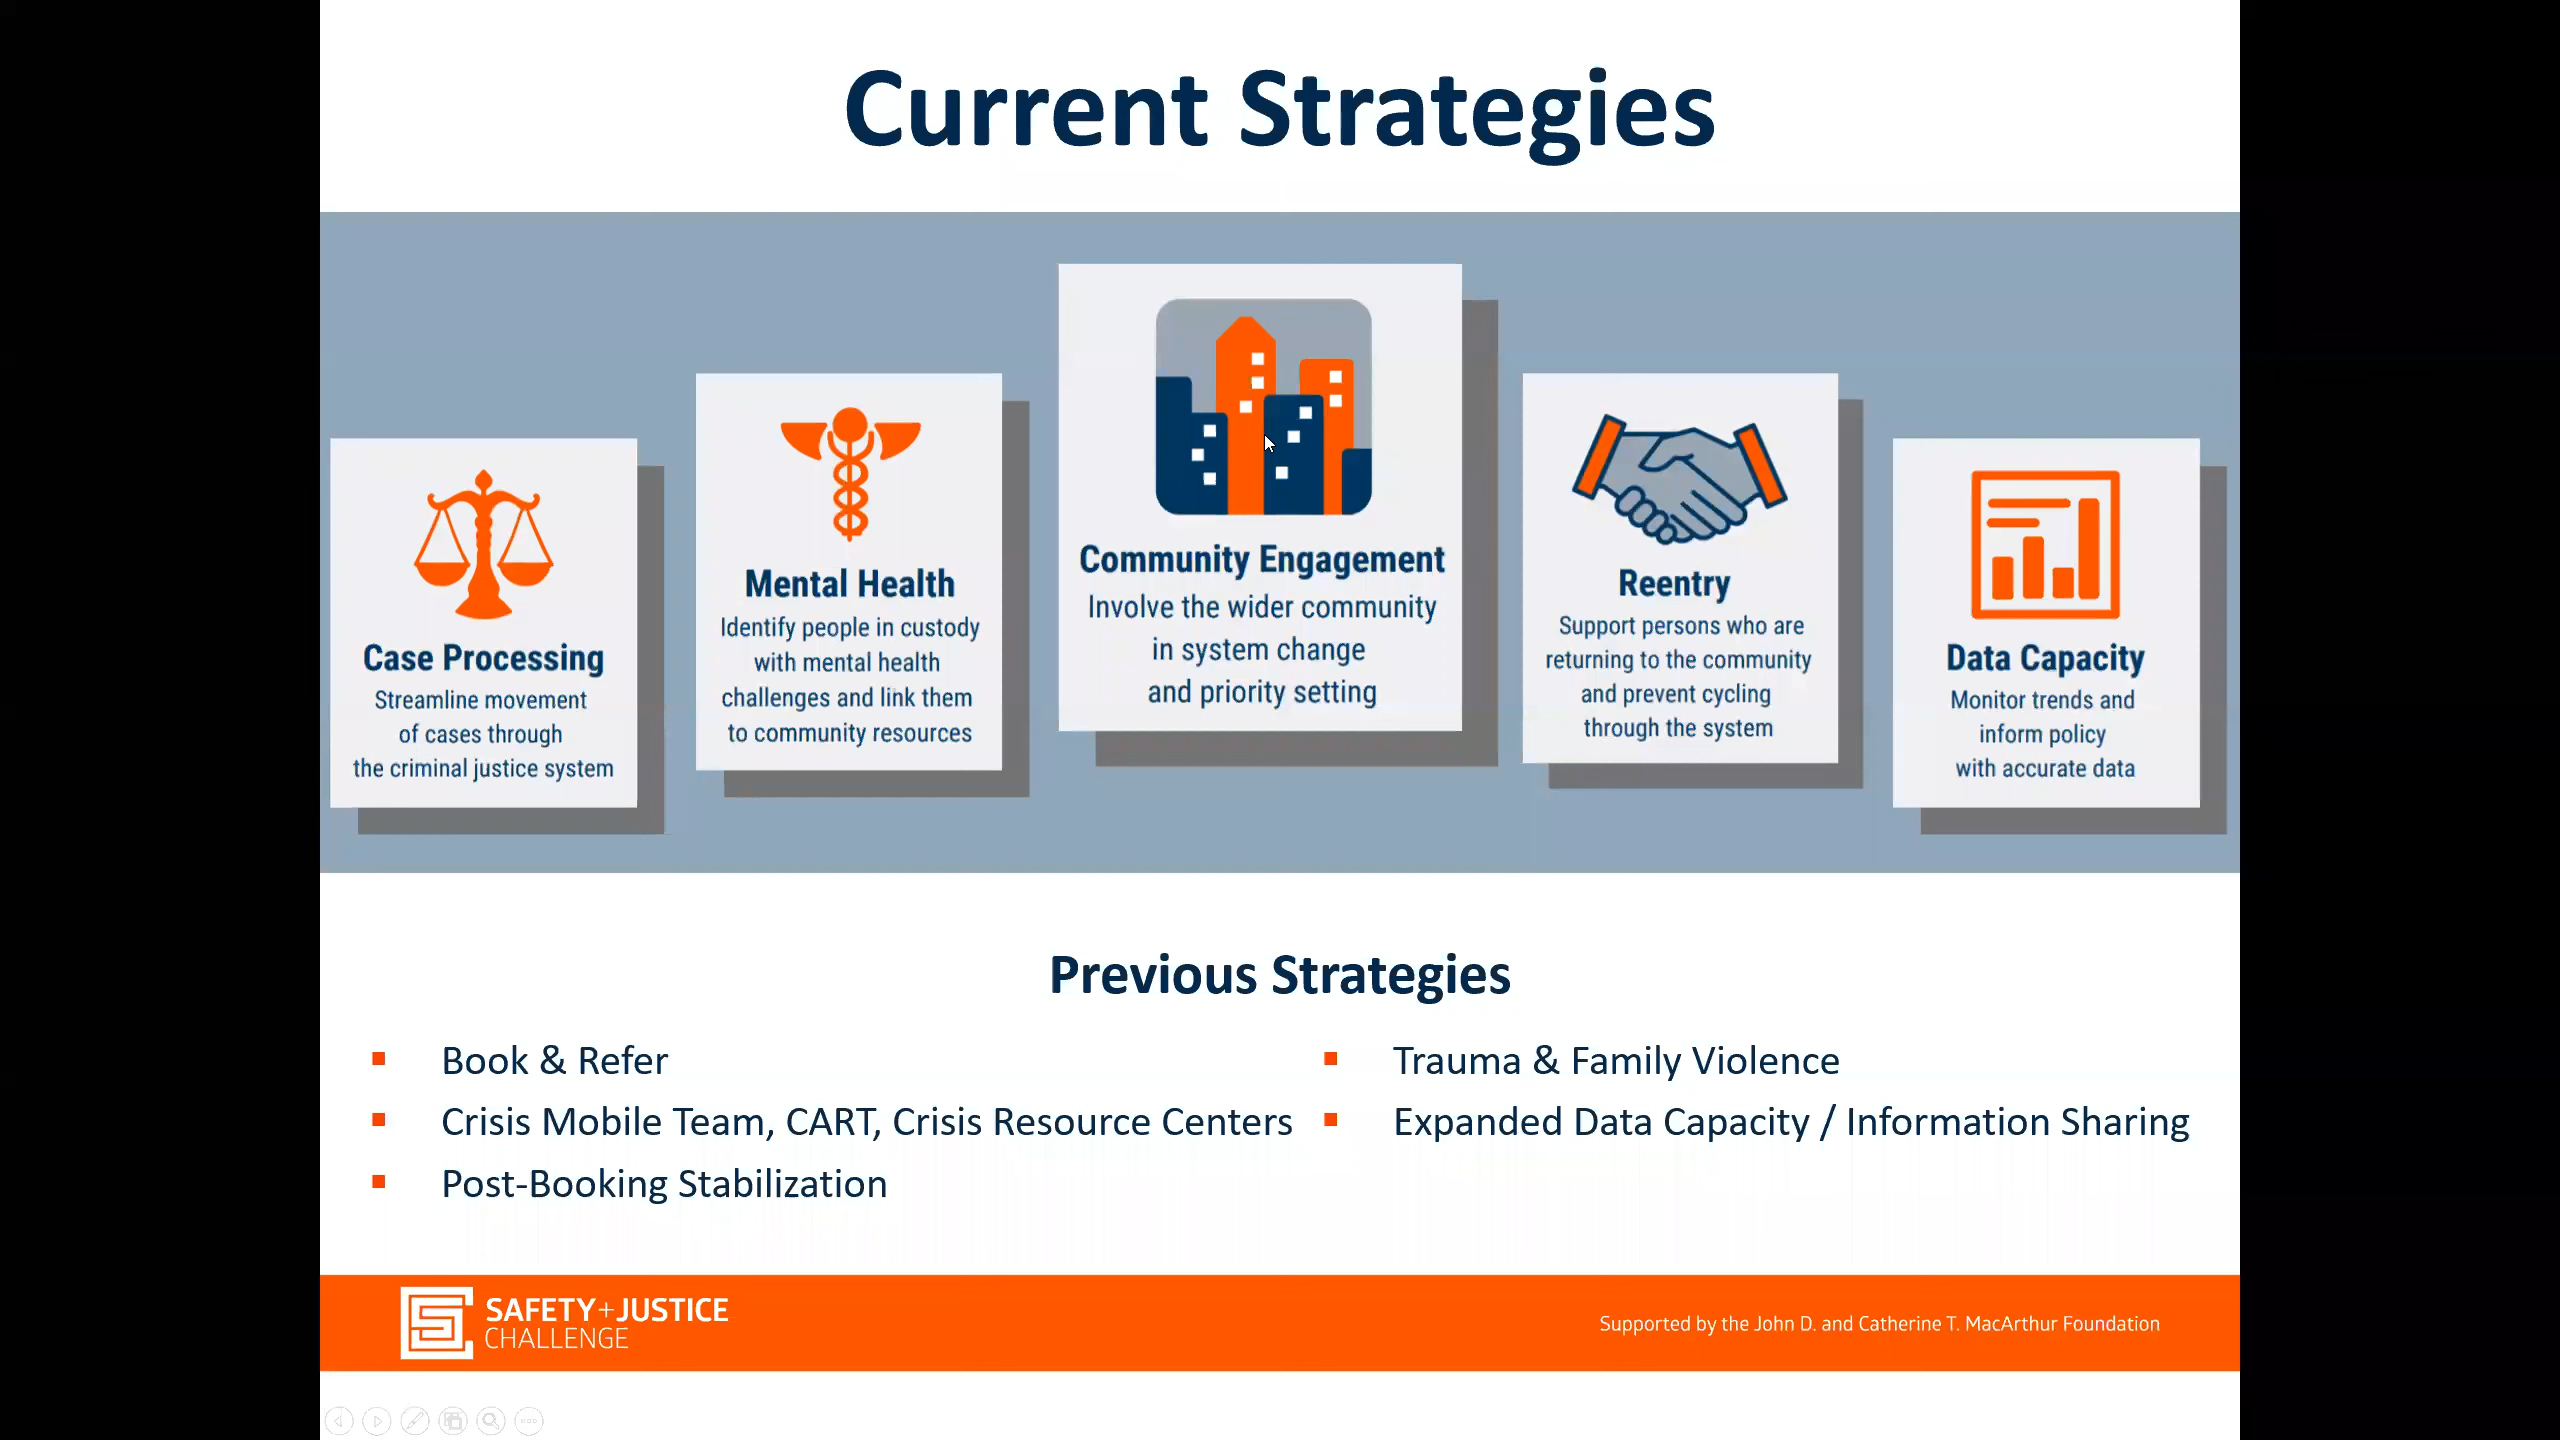 Current Strategies
Case Processing
Streamline movement
of cases through
the criminal justice system
Mental Health
Identify people in custody
with mental health
challenges and link them
to community resources
Community Engagement
Involve the wider community
in system change
and priority setting
Reentry
Support persons who are
returning to the community
and prevent cycling
through the system
Data Capacity
Monitor trends and
inform policy
with accurate data
Previous Strategies
Book & Refer
Crisis Mobile Team, CART, Crisis Resource Centers
Post-Booking Stabilization
Trauma & Family Violence
Expanded Data Capacity / Information Sharing
SAFETY+JUSTICE
CHALLENGE
Supported by the John D. and Catherine T. MacArthur Foundation